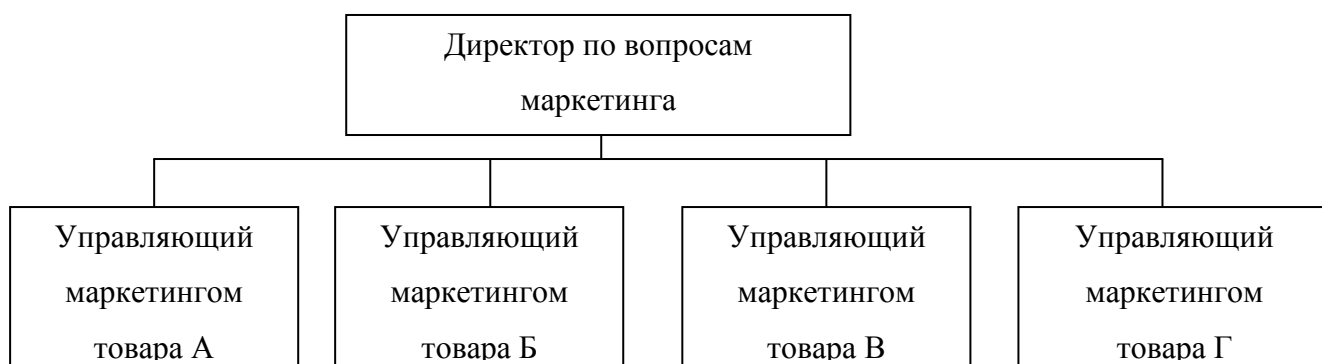 Директор по вопросам
маркетинга
Управляющий
маркетингом
товара А
Управляющий
маркетингом
товара Б
Управляющий
маркетингом
товара В
Управляющий
маркетингом
товара Г